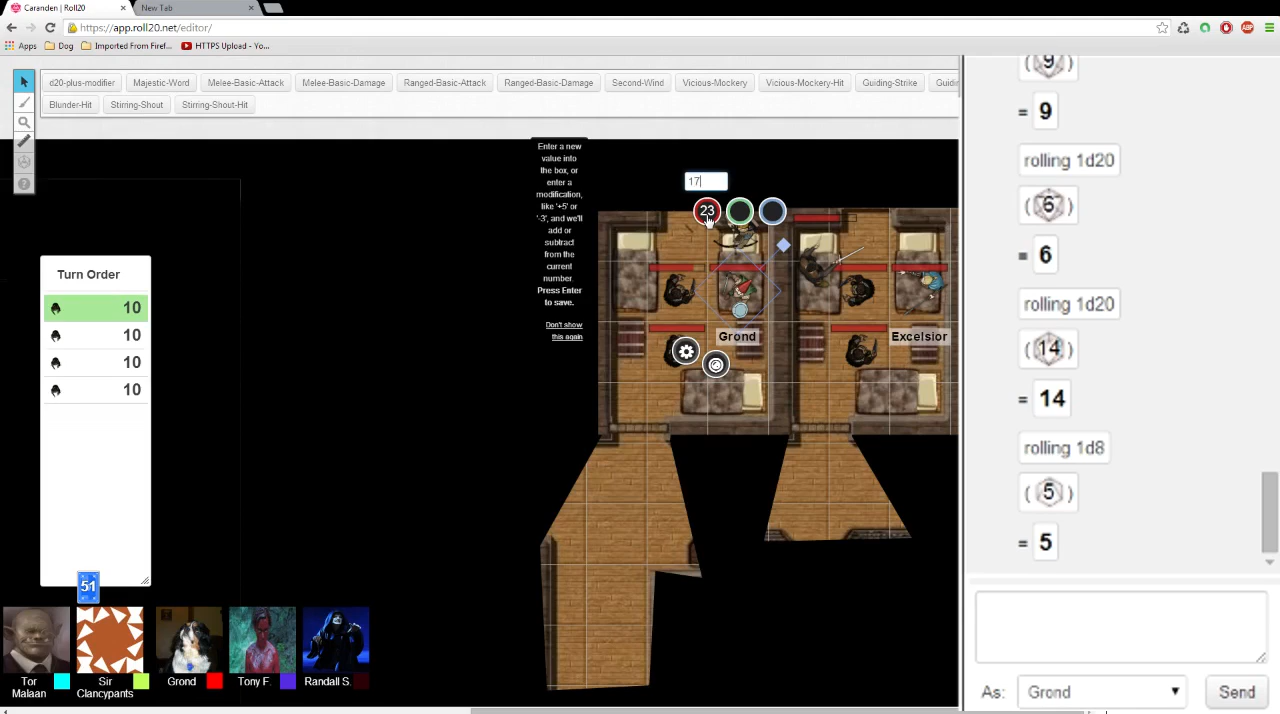 Caranden | Roll20
New Tab
https://app.roll20.net/editor/
Apps
Dog
Imported From Firef...
HTTPS Upload - Yo...
ABP
d20-plus-modifier
Majestic-Word
Melee-Basic-Attack
Melee-Basic-Damage
Ranged-Basic-Attack
Ranged-Basic-Damage
Second-Wind
Vicious-Mockery
Vicious-Mockery-Hit
Guiding-Strike
Guidi
Blunder-Hit
Stirring-Shout
Stirring-Shout-Hit
Enter a new
value into
the box, or
enter a
modification,
like '+5' or
'-3', and we'll
add or
subtract
from the
current
number.
Press Enter
to save.
Don't show
this again
17
23
Grond
Excelsior
Turn Order
10
10
10
10
51
Tor
Malaan
Sir
Clancypants
Grond
Tony F.
Randall S.
(9)
= 9
rolling 1d20
(6)
= 6
rolling 1d20
(14)
= 14
rolling 1d8
(5)
= 5
As:
Grond
Send